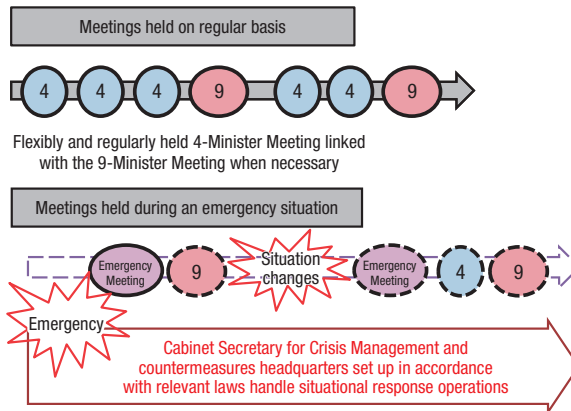 Meetings held on regular basis
4 4 4 9 4 4 9
Flexibly and regularly held 4-Minister Meeting linked
with the 9-Minister Meeting when necessary
Meetings held during an emergency situation
Emergency
Meeting
9
Situation
changes
Emergency
Meeting
4
9
Emergency
Cabinet Secretary for Crisis Management and
countermeasures headquarters set up in accordance
with relevant laws handle situational response operations